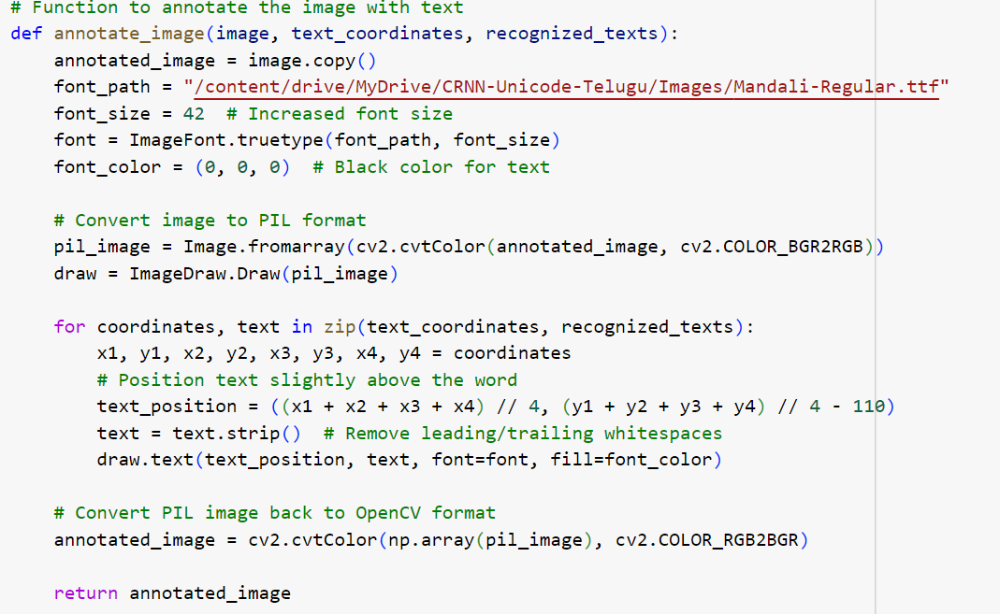 # Function to annotate the image with text
def annotate_image(image, text_coordinates, recognized_texts):
    annotated_image = image.copy()
    font_path = "/content/drive/MyDrive/CRNN-Unicode-Telugu/Images/Mandali-Regular.ttf"
    font_size = 42  # Increased font size
    font = ImageFont.truetype(font_path, font_size)
    font_color = (0, 0, 0)  # Black color for text

    # Convert image to PIL format
    pil_image = Image.fromarray(cv2.cvtColor(annotated_image, cv2.COLOR_BGR2RGB))
    draw = ImageDraw.Draw(pil_image)

    for coordinates, text in zip(text_coordinates, recognized_texts):
        x1, y1, x2, y2, x3, y3, x4, y4 = coordinates
        # Position text slightly above the word
        text_position = ((x1 + x2 + x3 + x4) // 4, (y1 + y2 + y3 + y4) // 4 - 110)
        text = text.strip()  # Remove leading/trailing whitespaces
        draw.text(text_position, text, font=font, fill=font_color)

    # Convert PIL image back to OpenCV format
    annotated_image = cv2.cvtColor(np.array(pil_image), cv2.COLOR_RGB2BGR)

    return annotated_image